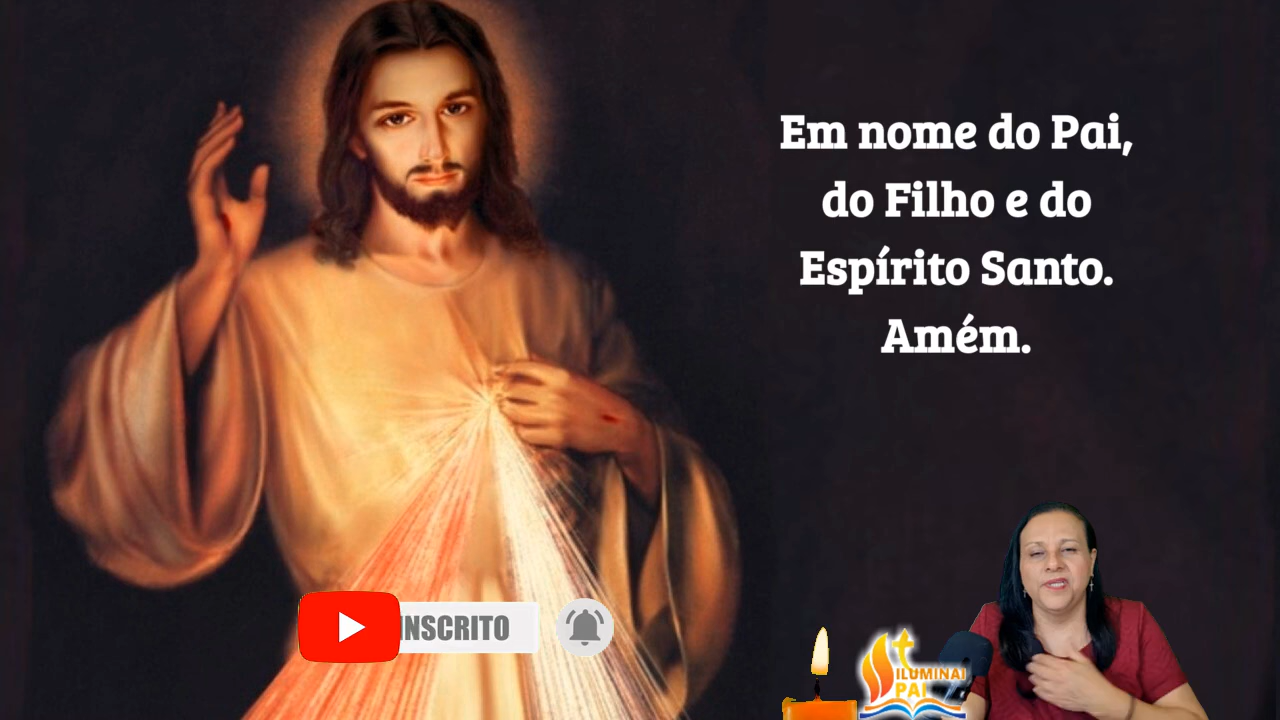 Em nome do Pai,
do Filho e do
Espírito Santo.
Amém.
INSCRITO
ILUMINAI
PAI